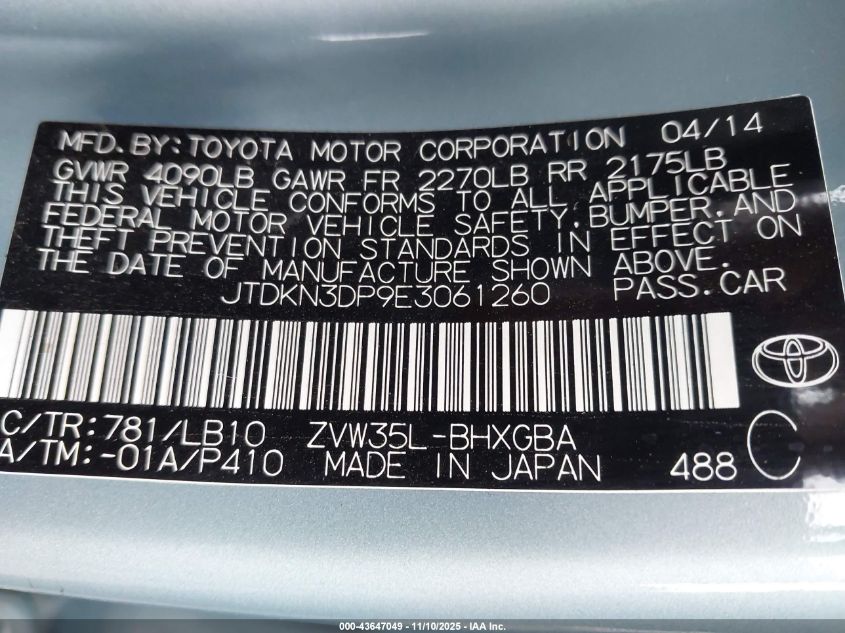 MFD. BY: TOYOTA MOTOR CORPORATION 04/14
GVWR 4090LB GAWR FR 2270LB RR 2175LB
THIS VEHICLE CONFORMS TO ALL APPLICABLE
FEDERAL MOTOR VEHICLE SAFETY, BUMPER, AND
THEFT PREVENTION STANDARDS IN EFFECT ON
THE DATE OF MANUFACTURE SHOWN ABOVE.
JTDKN3DP9E3061260 PASS.CAR
C/TR: 781/LB10 ZVW35L-BHXGBA C
A/TM: -01A/P410 MADE IN JAPAN 488
000-43647049 - 11/10/2025 - IAA Inc.